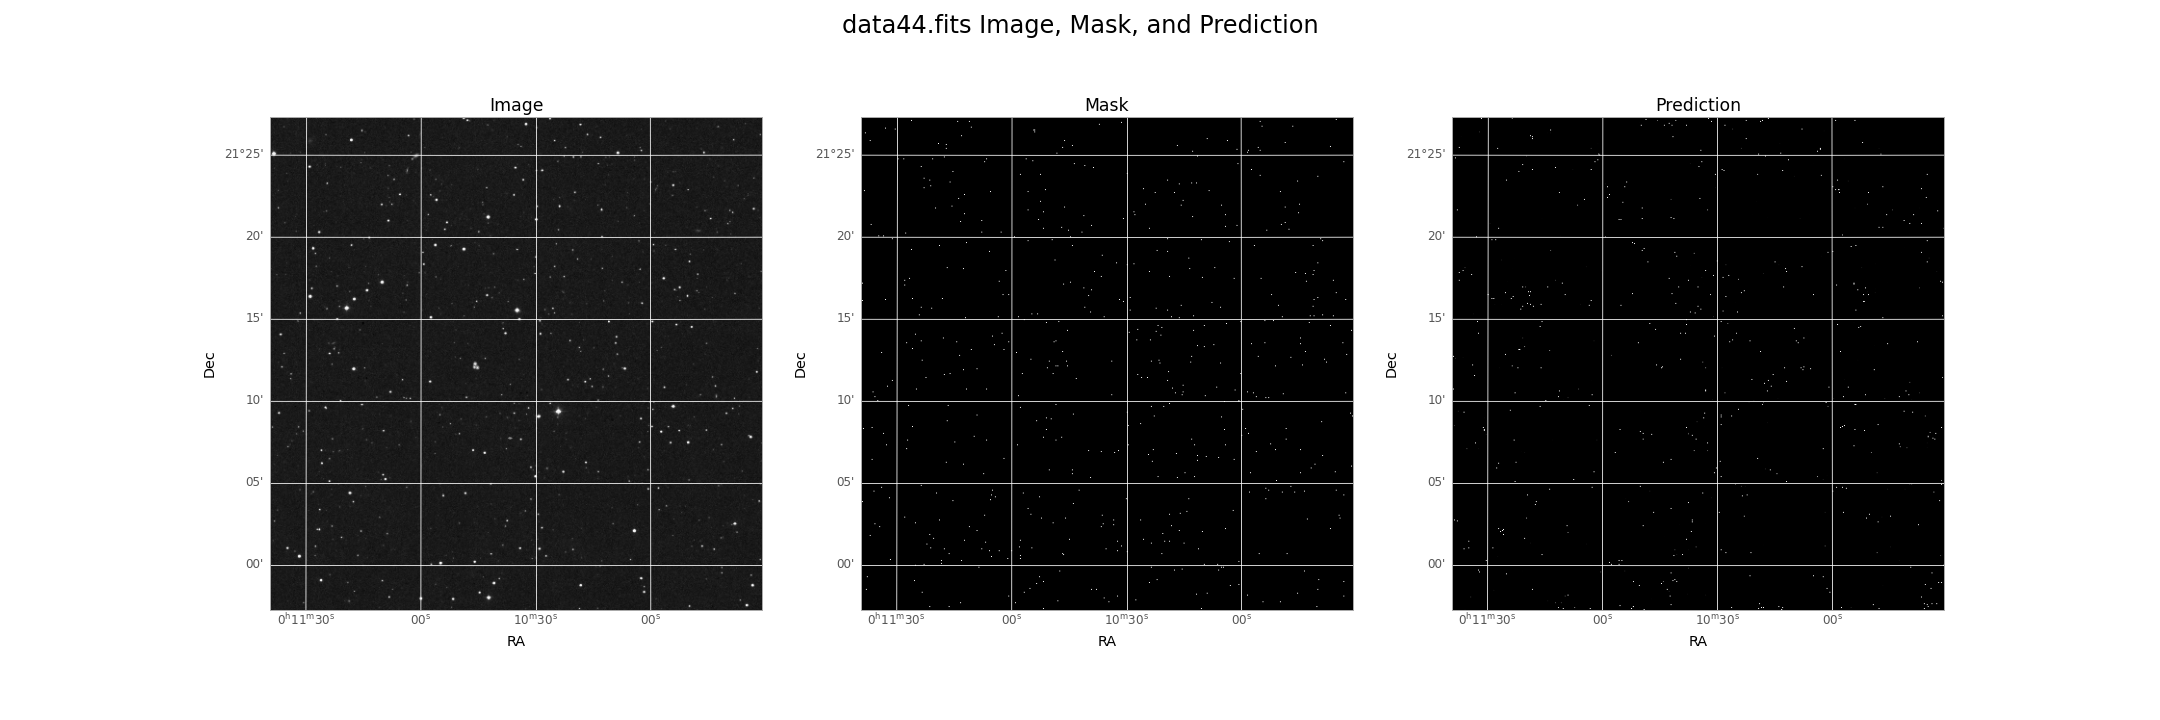 data44.fits Image, Mask, and Prediction
Image
Mask
Prediction
21°25'
20'
15'
10'
05'
00'
Dec
0ʰ11ᵐ30ˢ
00ˢ
10ᵐ30ˢ
00ˢ
RA
21°25'
20'
15'
10'
05'
00'
Dec
0ʰ11ᵐ30ˢ
00ˢ
10ᵐ30ˢ
00ˢ
RA
21°25'
20'
15'
10'
05'
00'
Dec
0ʰ11ᵐ30ˢ
00ˢ
10ᵐ30ˢ
00ˢ
RA